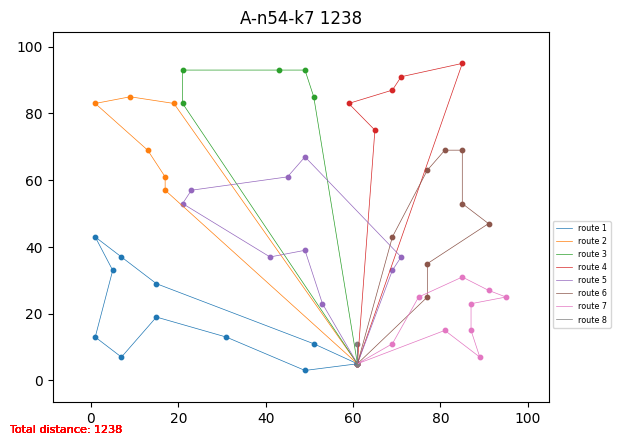 A-n54-k7 1238
100
80
60
40
20
0
0 20 40 60 80 100
route 1
route 2
route 3
route 4
route 5
route 6
route 7
route 8
Total distance: 1238